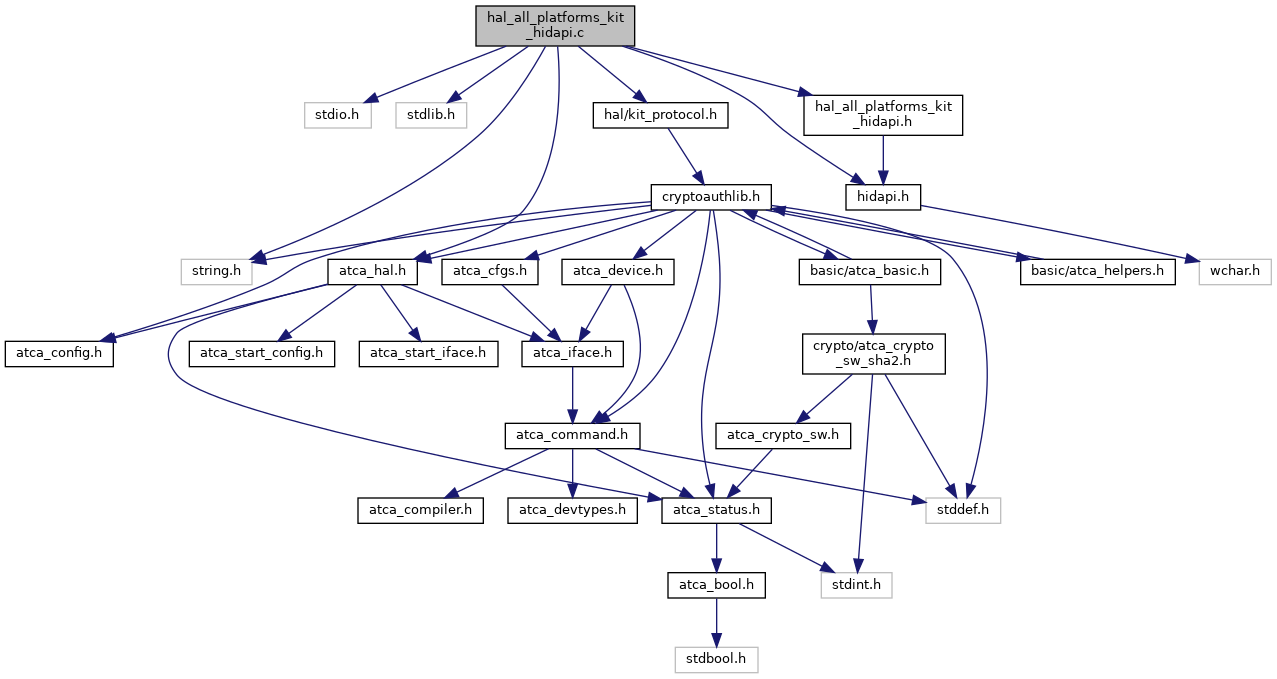 hal_all_platforms_kit
_hidapi.c
stdio.h
stdlib.h
hal/kit_protocol.h
hal_all_platforms_kit
_hidapi.h
cryptoauthlib.h
hidapi.h
string.h
atca_hal.h
atca_cfgs.h
atca_device.h
basic/atca_basic.h
basic/atca_helpers.h
wchar.h
atca_config.h
atca_start_config.h
atca_start_iface.h
atca_iface.h
crypto/atca_crypto
_sw_sha2.h
atca_command.h
atca_crypto_sw.h
atca_compiler.h
atca_devtypes.h
atca_status.h
stddef.h
atca_bool.h
stdint.h
stdbool.h